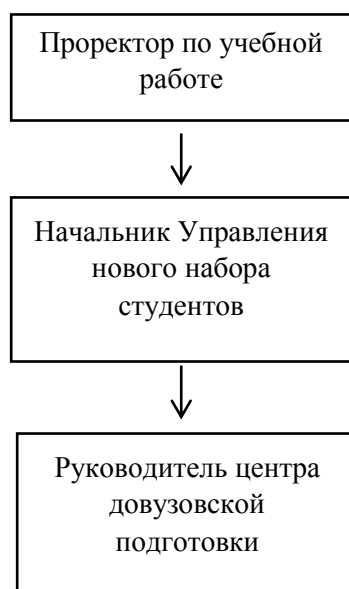 Проректор по учебной
работе
Начальник Управления
нового набора
студентов
Руководитель центра
довузовской
подготовки